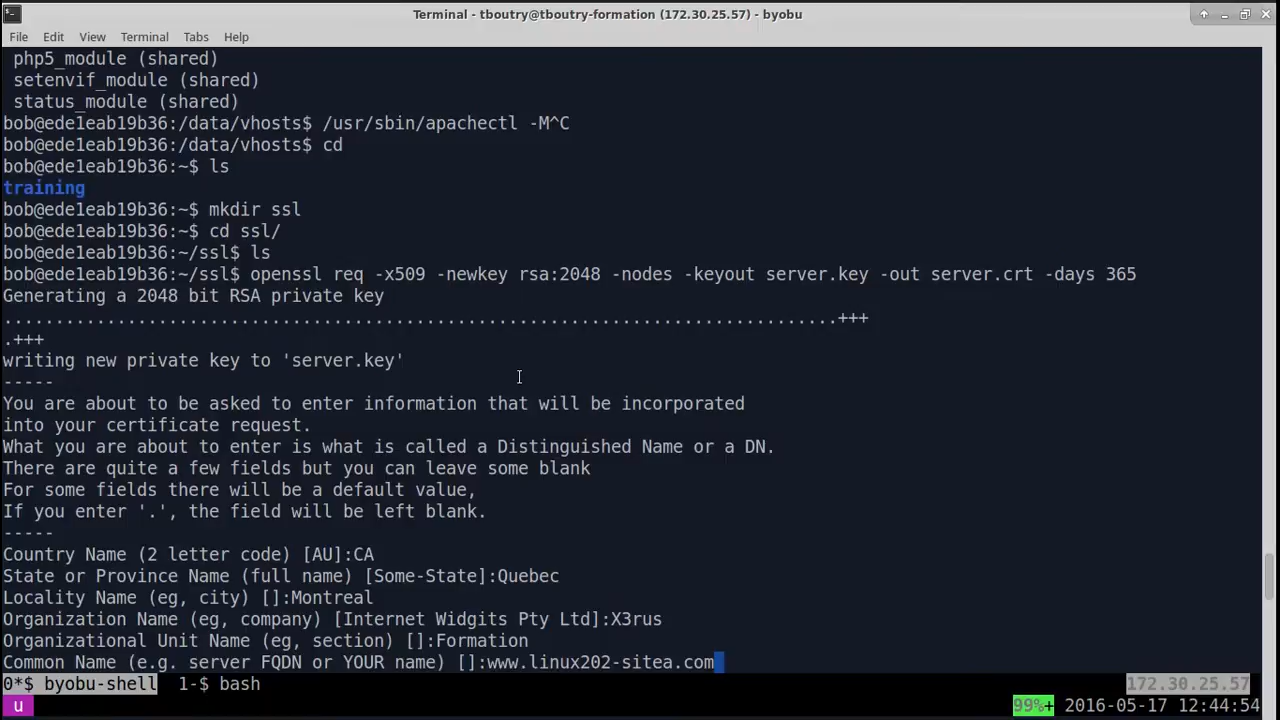 Terminal - tboutry@tboutry-formation (172.30.25.57) - byobu
File Edit View Terminal Tabs Help
php5_module (shared)
setenvif_module (shared)
status_module (shared)
bob@ede1eab19b36:/data/vhosts$ /usr/sbin/apachectl -M^C
bob@ede1eab19b36:/data/vhosts$ cd
bob@ede1eab19b36:~$ ls
training
bob@ede1eab19b36:~$ mkdir ssl
bob@ede1eab19b36:~$ cd ssl/
bob@ede1eab19b36:~/ssl$ ls
bob@ede1eab19b36:~/ssl$ openssl req -x509 -newkey rsa:2048 -nodes -keyout server.key -out server.crt -days 365
Generating a 2048 bit RSA private key
.................................................................................+++
.+++
writing new private key to 'server.key'
-----
You are about to be asked to enter information that will be incorporated
into your certificate request.
What you are about to enter is what is called a Distinguished Name or a DN.
There are quite a few fields but you can leave some blank
For some fields there will be a default value,
If you enter '.', the field will be left blank.
-----
Country Name (2 letter code) [AU]:CA
State or Province Name (full name) [Some-State]:Quebec
Locality Name (eg, city) []:Montreal
Organization Name (eg, company) [Internet Widgits Pty Ltd]:X3rus
Organizational Unit Name (eg, section) []:Formation
Common Name (e.g. server FQDN or YOUR name) []:www.linux202-sitea.com
0*$ byobu-shell 1-$ bash 172.30.25.57
u 99%+ 2016-05-17 12:44:54